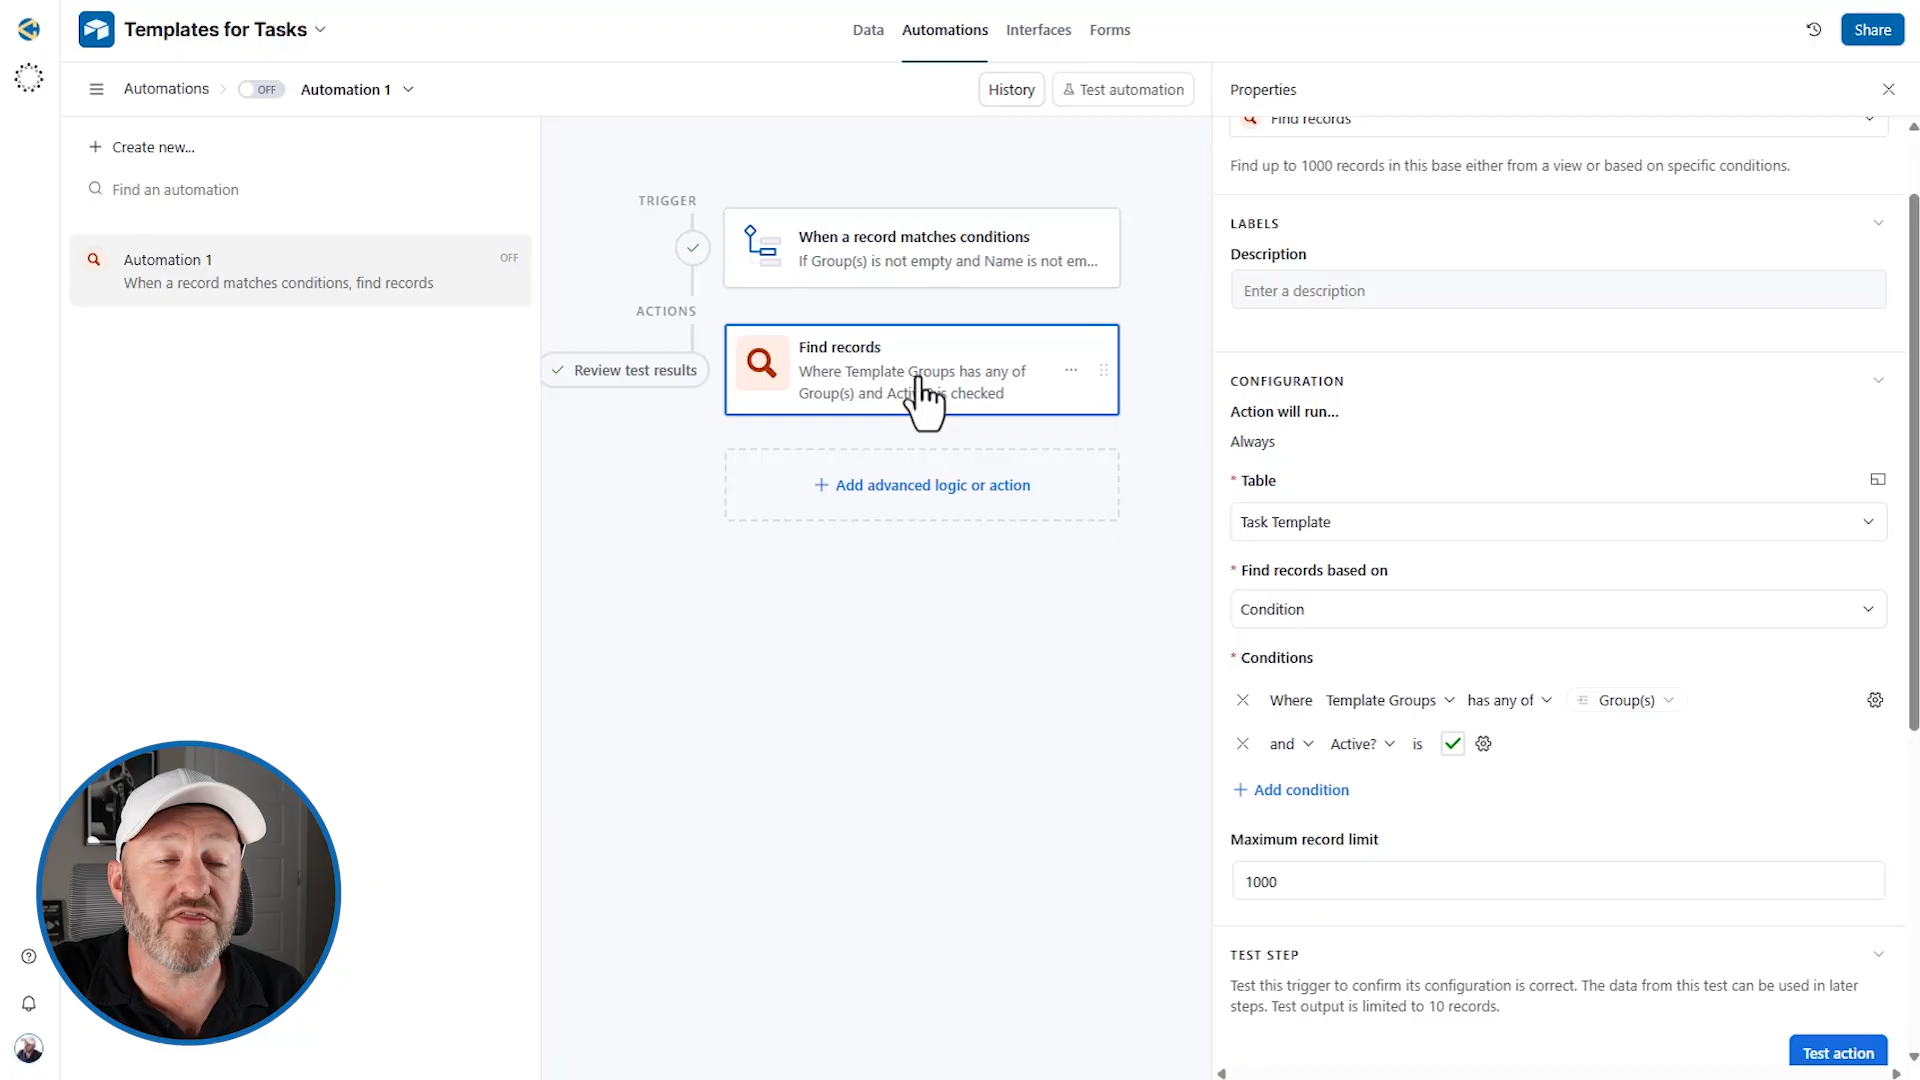 Templates for Tasks
Data
Automations
Interfaces
Forms
Share
Automations
OFF
Automation 1
History
Test automation
Properties
Create new...
Find an automation
Automation 1
OFF
When a record matches conditions, find records
TRIGGER
When a record matches conditions
If Group(s) is not empty and Name is not em...
ACTIONS
Review test results
Find records
Where Template Groups has any of
Group(s) and is checked
Add advanced logic or action
Find records
Find up to 1000 records in this base either from a view or based on specific conditions.
LABELS
Description
Enter a description
CONFIGURATION
Action will run...
Always
* Table
Task Template
* Find records based on
Condition
* Conditions
Where Template Groups has any of Group(s)
and Active? is
Add condition
Maximum record limit
1000
TEST STEP
Test this trigger to confirm its configuration is correct. The data from this test can be used in later
steps. Test output is limited to 10 records.
Test action